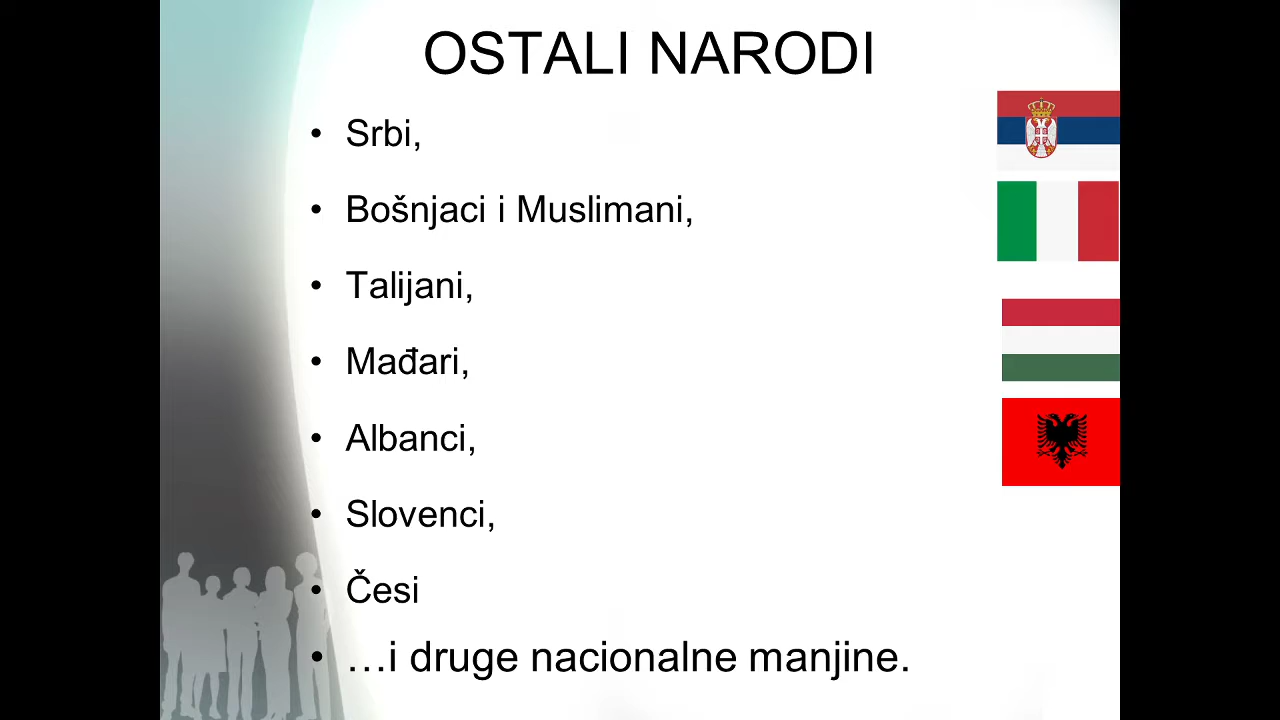 OSTALI NARODI
• Srbi,
• Bošnjaci i Muslimani,
• Talijani,
• Mađari,
• Albanci,
• Slovenci,
• Česi
• …i druge nacionalne manjine.